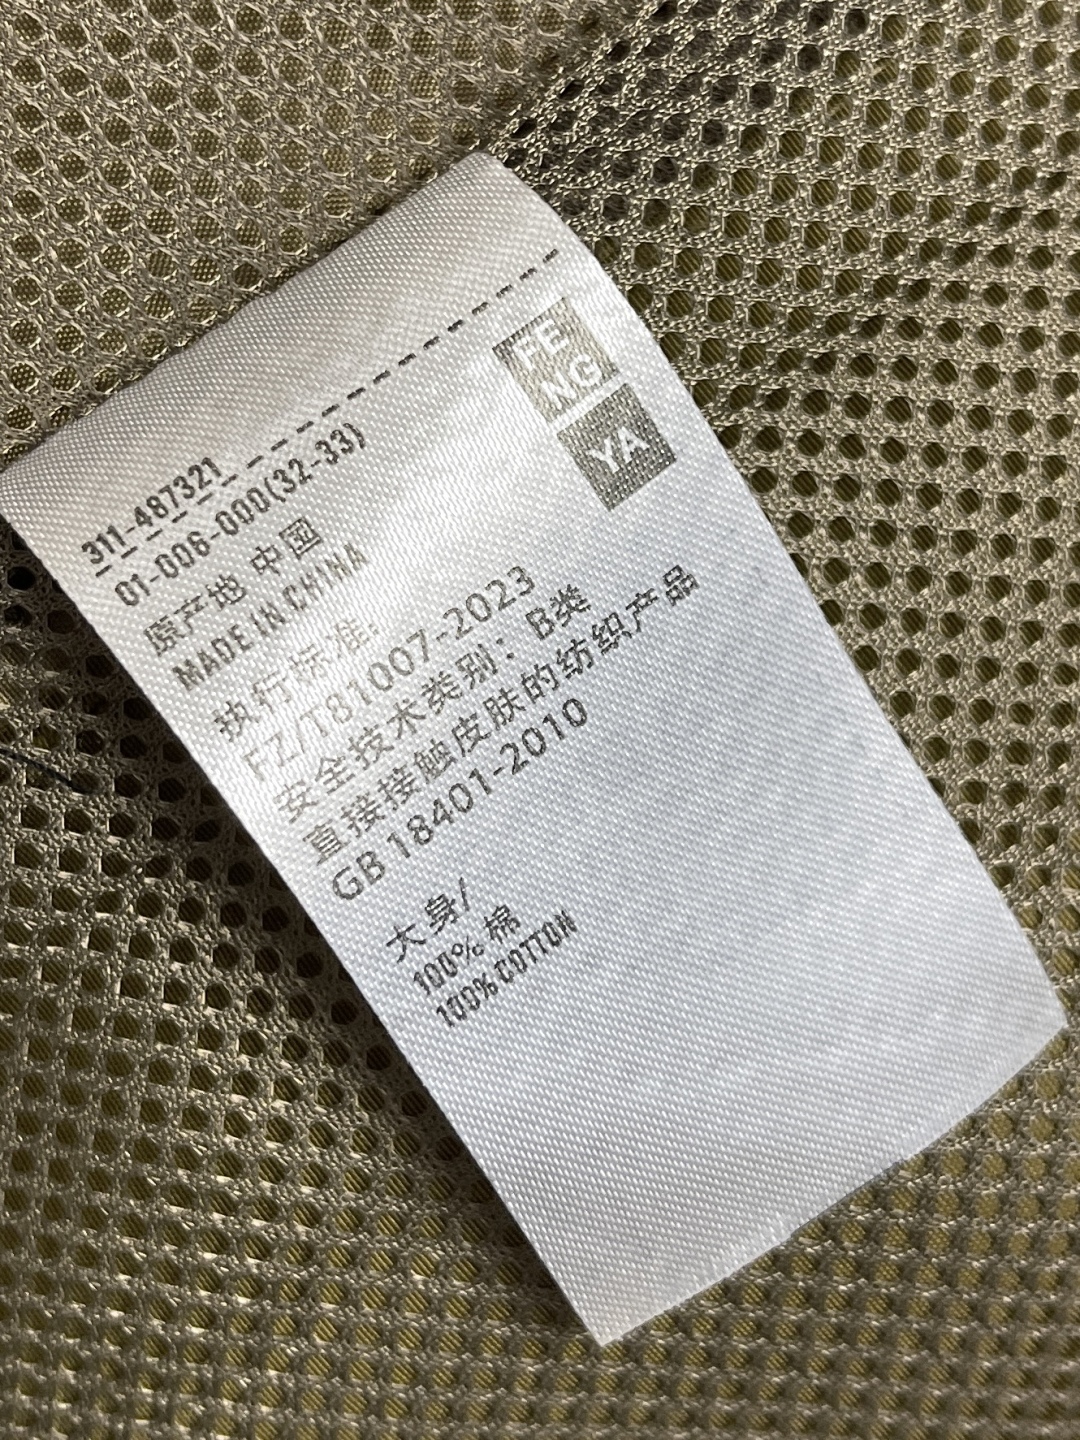 FE
NG
YA
311-487321
01-006-000(32-33)
原产地 中国
MADE IN CHINA
执行标准:
FZ/T81007-2023
安全技术类别：B类
直接接触皮肤的纺织产品
GB 18401-2010
大身/
100% 棉
100% COTTON